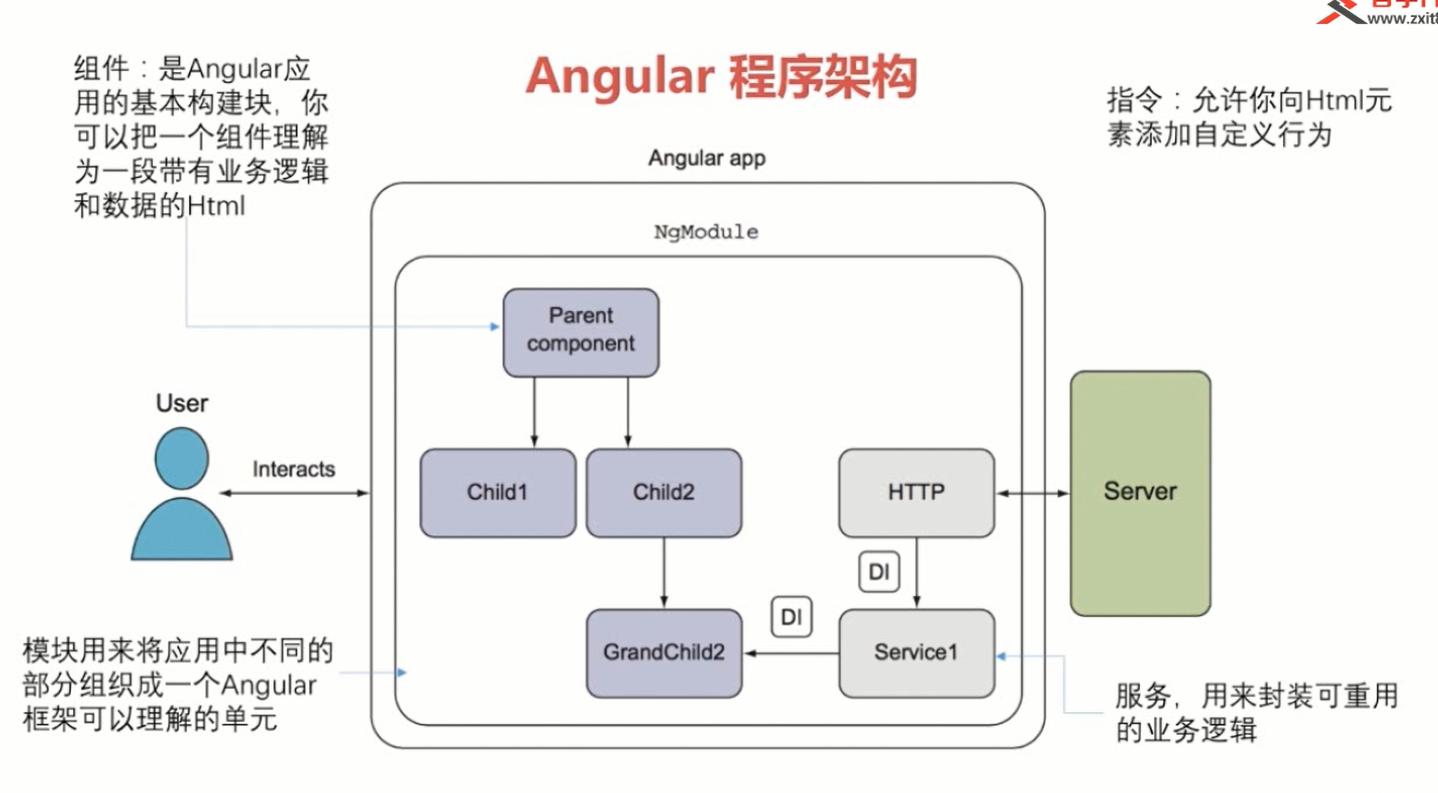 www.zxit8
Angular 程序架构
组件：是Angular应
用的基本构建块，你
可以把一个组件理解
为一段带有业务逻辑
和数据的Html
指令：允许你向Html元
素添加自定义行为
Angular app
NgModule
Parent
component
User
Interacts
Child1
Child2
HTTP
Server
DI
DI
GrandChild2
Service1
模块用来将应用中不同的
部分组织成一个Angular
框架可以理解的单元
服务，用来封装可重用
的业务逻辑